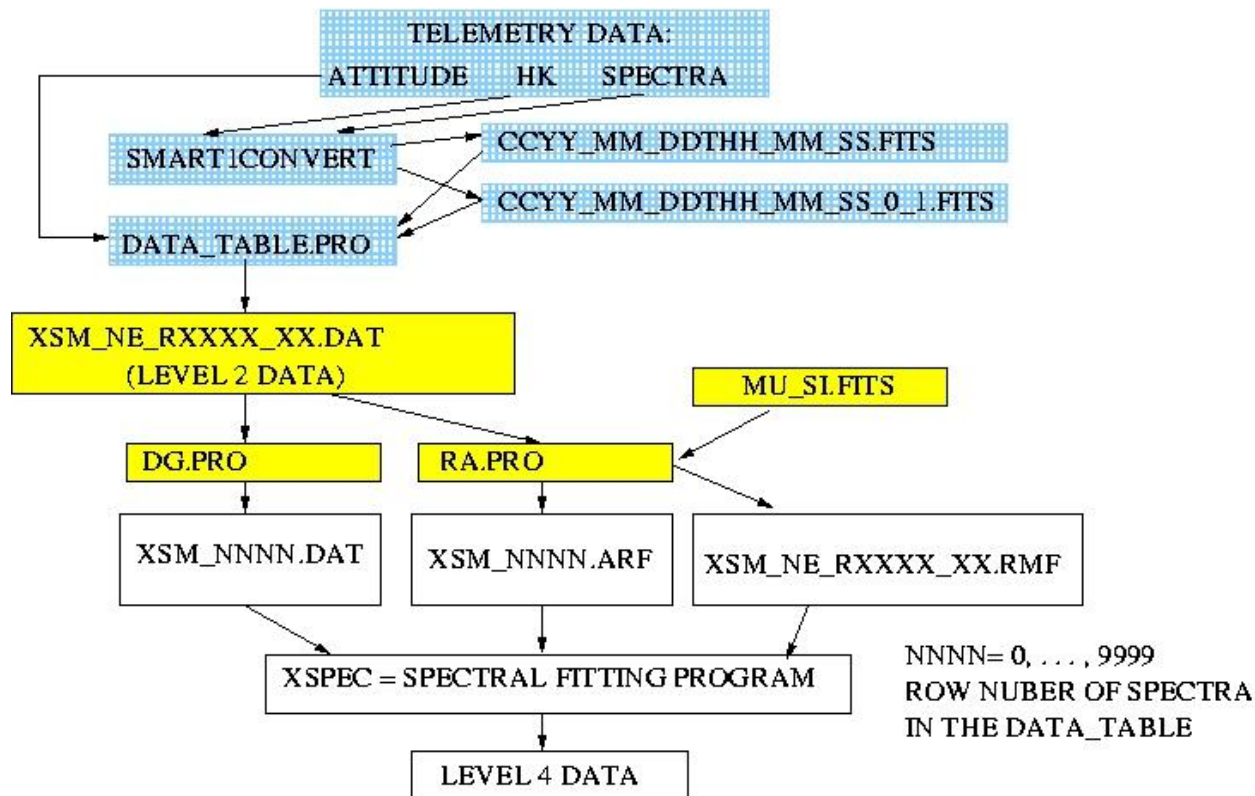 TELEMETRY DATA:
ATTITUDE HK SPECTRA
SMART1CONVERT
CCYY_MM_DDTHH_MM_SS.FITS
CCYY_MM_DDTHH_MM_SS_0_1.FITS
DATA_TABLE.PRO
XSM_NE_RXXXX_XX.DAT
(LEVEL 2 DATA)
MU_SI.FITS
DG.PRO
RA.PRO
XSM_NNNN.DAT
XSM_NNNN.ARF
XSM_NE_RXXXX_XX.RMF
XSPEC = SPECTRAL FITTING PROGRAM
NNNN= 0, . . . , 9999
ROW NUBER OF SPECTRA
IN THE DATA_TABLE
LEVEL 4 DATA